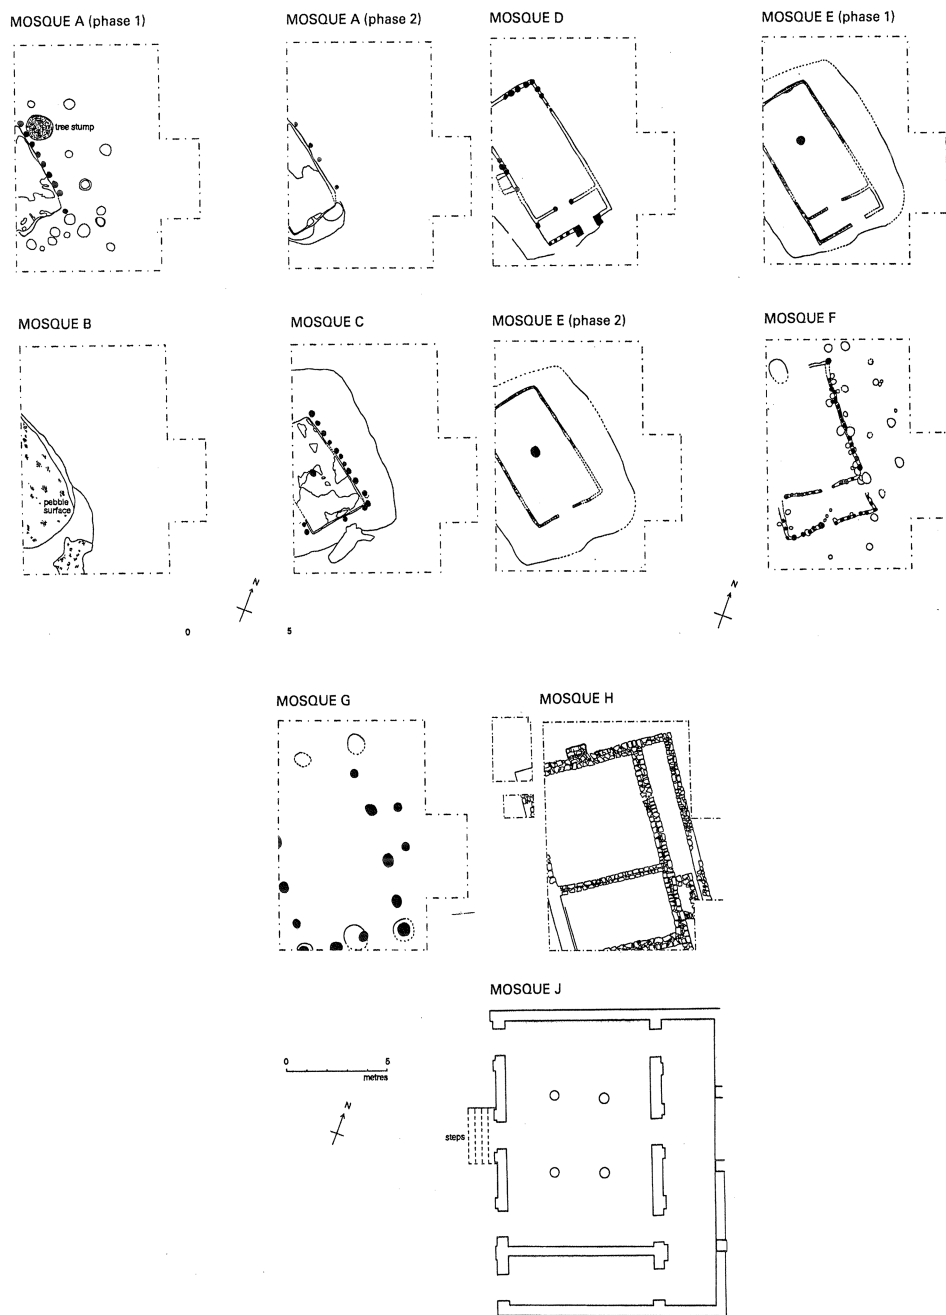 MOSQUE A (phase 1)
MOSQUE A (phase 2)
MOSQUE D
MOSQUE E (phase 1)
tree stump
MOSQUE B
MOSQUE C
MOSQUE E (phase 2)
MOSQUE F
pebble
surface
N
N
0
5
MOSQUE G
MOSQUE H
MOSQUE J
0
5
metres
N
steps